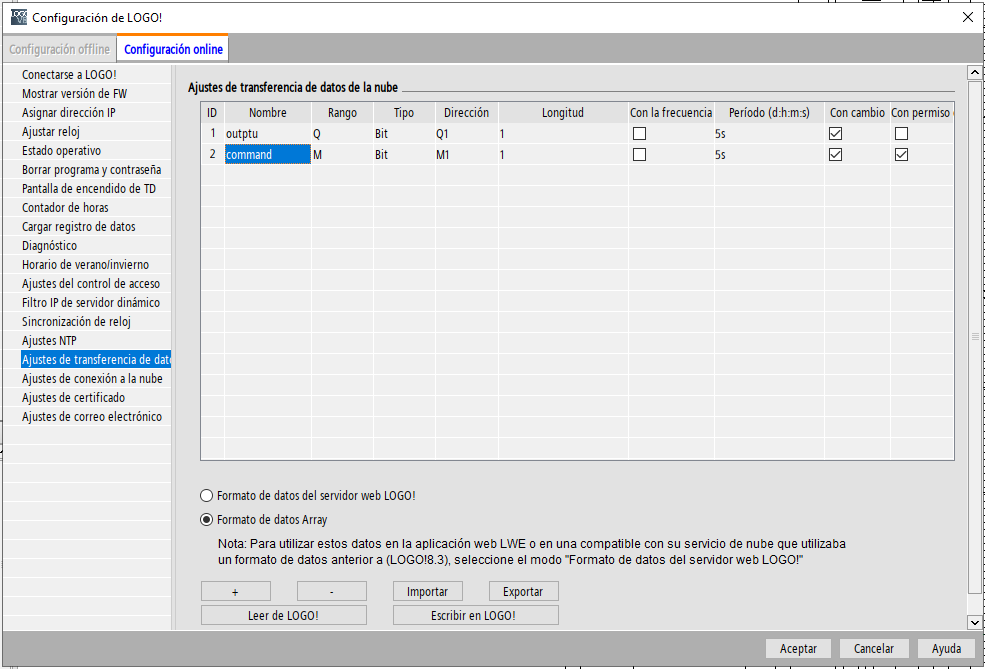 Configuración de LOGO!
Configuración offline
Configuración online
Conectarse a LOGO!
Mostrar versión de FW
Asignar dirección IP
Ajustar reloj
Estado operativo
Borrar programa y contraseña
Pantalla de encendido de TD
Contador de horas
Cargar registro de datos
Diagnóstico
Horario de verano/invierno
Ajustes del control de acceso
Filtro IP de servidor dinámico
Sincronización de reloj
Ajustes NTP
Ajustes de transferencia de dato
Ajustes de conexión a la nube
Ajustes de certificado
Ajustes de correo electrónico
Ajustes de transferencia de datos de la nube
ID Nombre Rango Tipo Dirección Longitud Con la frecuencia Período (d:h:m:s) Con cambio Con permiso
1 outptu Q Bit Q1 1 5s
2 command M Bit M1 1 5s
Formato de datos del servidor web LOGO!
Formato de datos Array
Nota: Para utilizar estos datos en la aplicación web LWE o en una compatible con su servicio de nube que utilizaba
un formato de datos anterior a (LOGO!8.3), seleccione el modo "Formato de datos del servidor web LOGO!"
+ - Importar Exportar
Leer de LOGO! Escribir en LOGO!
Aceptar Cancelar Ayuda